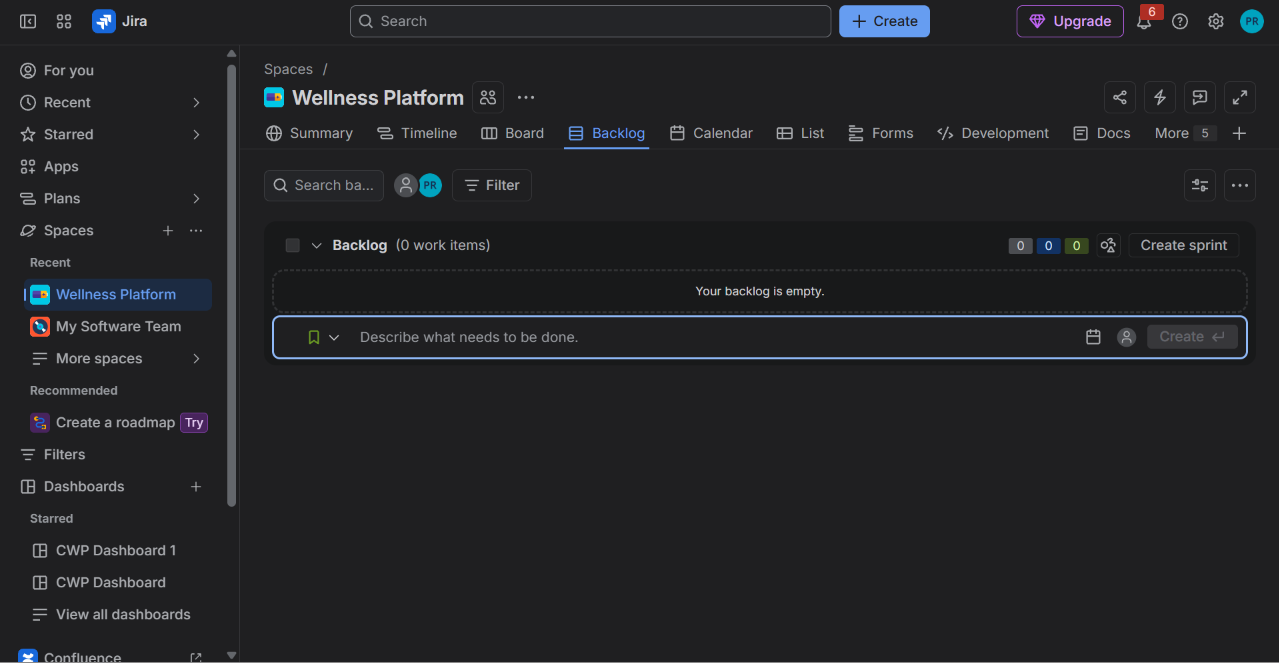 Jira
Search
Create
Upgrade
6
PR
For you
Recent
Starred
Apps
Plans
Spaces
Recent
Wellness Platform
My Software Team
More spaces
Recommended
Create a roadmap Try
Filters
Dashboards
Starred
CWP Dashboard 1
CWP Dashboard
View all dashboards
Confluence
Spaces /
Wellness Platform
Summary Timeline Board Backlog Calendar List Forms Development Docs More 5
Search ba... PR Filter
Backlog (0 work items) 0 0 0 Create sprint
Your backlog is empty.
Describe what needs to be done. Create